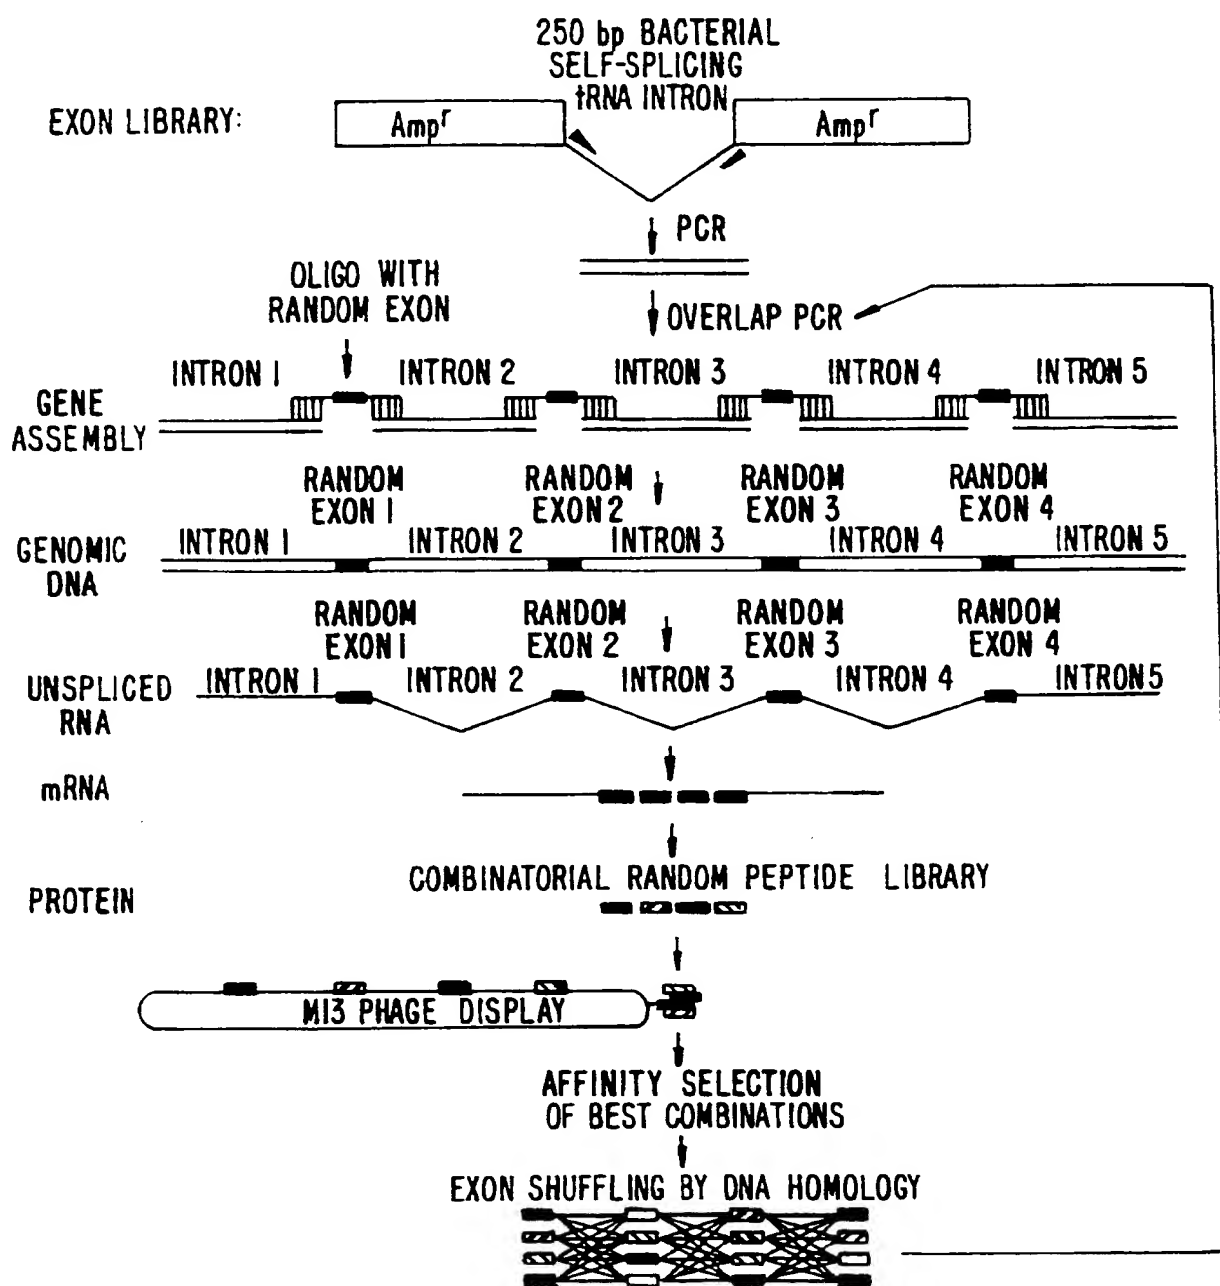 250 bp BACTERIAL
SELF-SPLICING
tRNA INTRON
EXON LIBRARY:
Ampʳ
Ampʳ
PCR
OLIGO WITH
RANDOM EXON
OVERLAP PCR
INTRON 1
INTRON 2
INTRON 3
INTRON 4
INTRON 5
GENE
ASSEMBLY
RANDOM
EXON 1
RANDOM
EXON 2
RANDOM
EXON 3
RANDOM
EXON 4
INTRON 1
INTRON 2
INTRON 3
INTRON 4
INTRON 5
GENOMIC
DNA
RANDOM
EXON 1
RANDOM
EXON 2
RANDOM
EXON 3
RANDOM
EXON 4
INTRON 1
INTRON 2
INTRON 3
INTRON 4
INTRON 5
UNSPLICED
RNA
mRNA
COMBINATORIAL RANDOM PEPTIDE LIBRARY
PROTEIN
M13 PHAGE DISPLAY
AFFINITY SELECTION
OF BEST COMBINATIONS
EXON SHUFFLING BY DNA HOMOLOGY